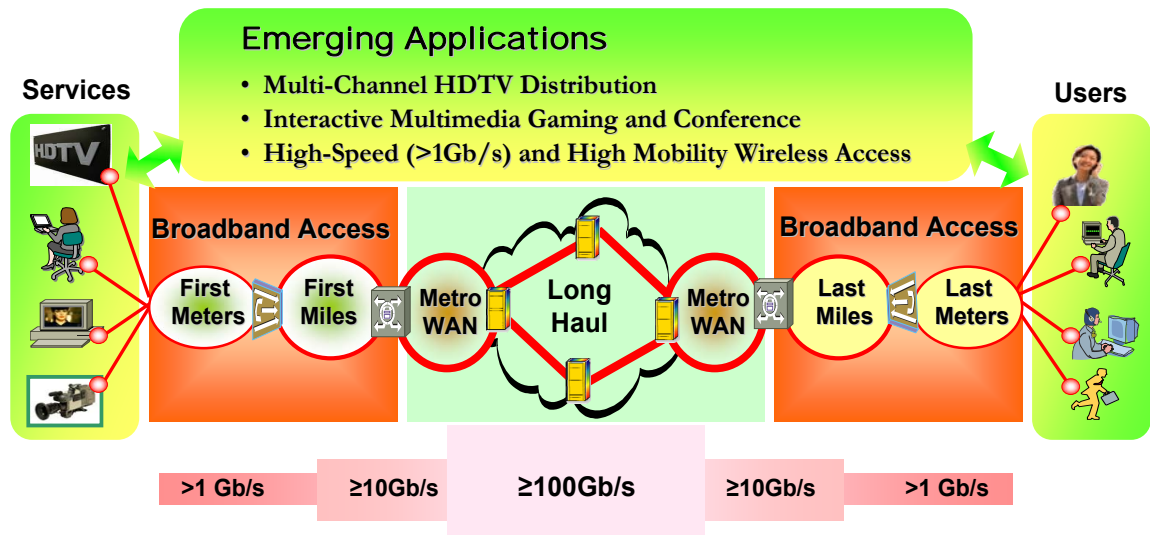 Emerging Applications
• Multi-Channel HDTV Distribution
• Interactive Multimedia Gaming and Conference
• High-Speed (>1Gb/s) and High Mobility Wireless Access
Services
Users
HDTV
Broadband Access
Broadband Access
First
Meters
First
Miles
Metro
WAN
Long
Haul
Metro
WAN
Last
Miles
Last
Meters
>1 Gb/s
≥10Gb/s
≥100Gb/s
≥10Gb/s
>1 Gb/s